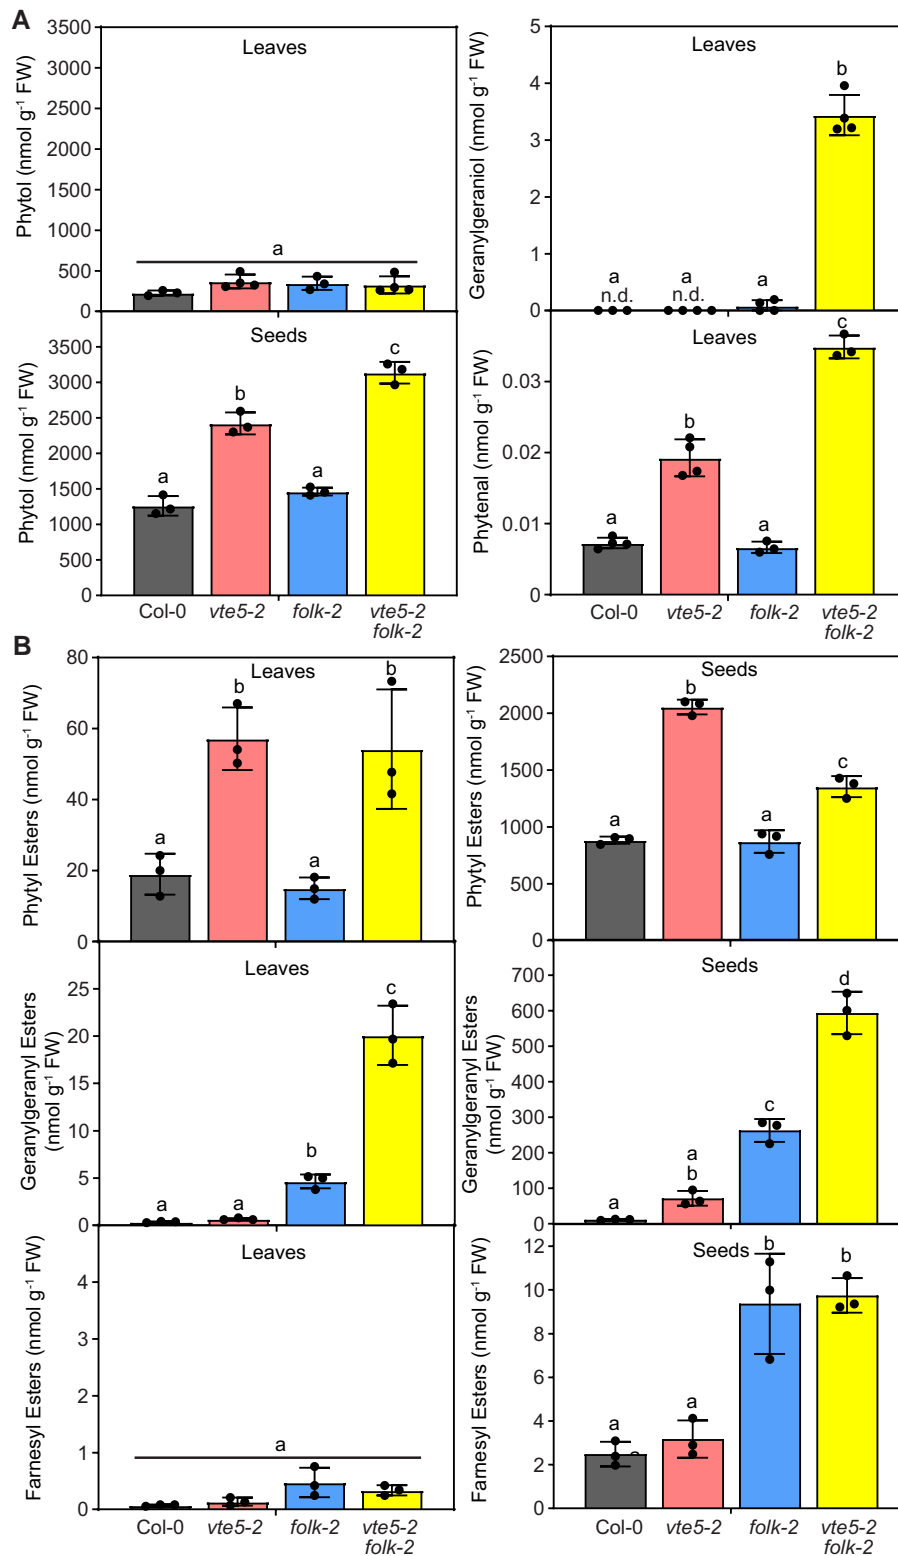 A
Leaves
Phytol (nmol g⁻¹ FW)
3500
3000
2500
2000
1500
1000
500
0
a
Leaves
Geranylgeraniol (nmol g⁻¹ FW)
5
4
3
2
1
0
a
n.d.
a
n.d.
a
b
Seeds
Phytol (nmol g⁻¹ FW)
3500
3000
2500
2000
1500
1000
500
0
a
b
a
c
Col-0
vte5-2
folk-2
vte5-2
folk-2
Leaves
Phytenal (nmol g⁻¹ FW)
0.03
0.02
0.01
0
a
b
a
c
Col-0
vte5-2
folk-2
vte5-2
folk-2
B
Leaves
Phytyl Esters (nmol g⁻¹ FW)
80
60
40
20
0
a
b
a
b
Seeds
Phytyl Esters (nmol g⁻¹ FW)
2500
2000
1500
1000
500
0
a
b
a
c
Leaves
Geranylgeranyl Esters
(nmol g⁻¹ FW)
25
20
15
10
5
0
a
a
b
c
Seeds
Geranylgeranyl Esters
(nmol g⁻¹ FW)
700
600
500
400
300
200
100
0
a
a
b
c
d
Leaves
Farnesyl Esters (nmol g⁻¹ FW)
4
3
2
1
0
a
Col-0
vte5-2
folk-2
vte5-2
folk-2
Seeds
Farnesyl Esters (nmol g⁻¹ FW)
12
10
8
6
4
2
0
a
a
b
b
Col-0
vte5-2
folk-2
vte5-2
folk-2